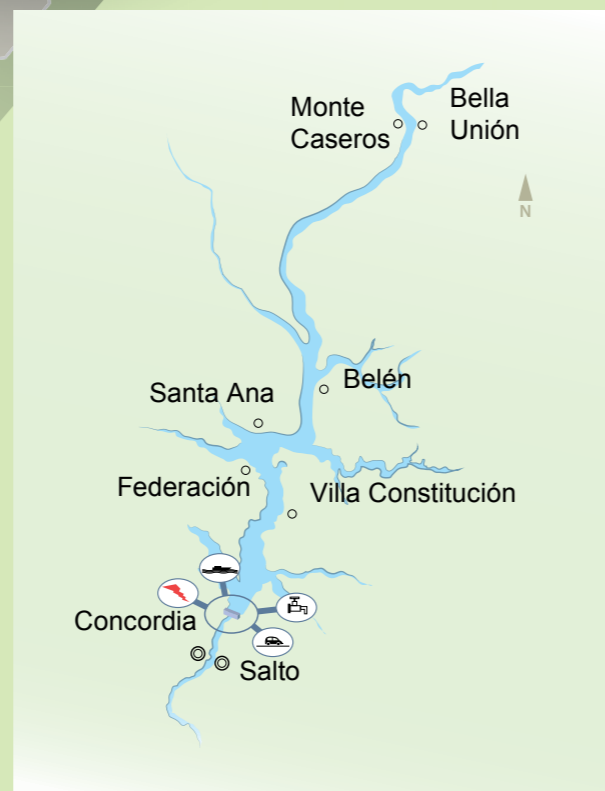 Monte
Caseros
Bella
Unión
N
Belén
Santa Ana
Federación
Villa Constitución
Concordia
Salto